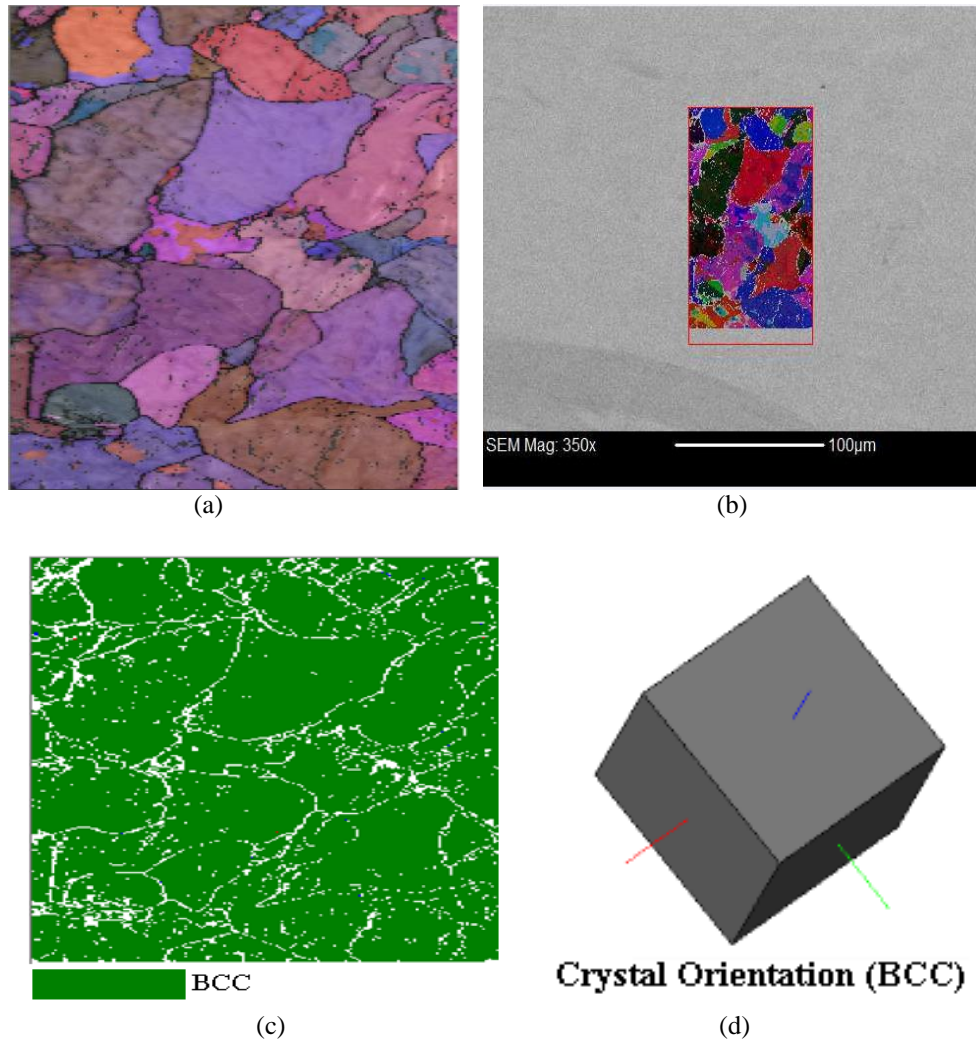 (a)
SEM Mag: 350x 100µm
(b)
BCC
(c)
Crystal Orientation (BCC)
(d)